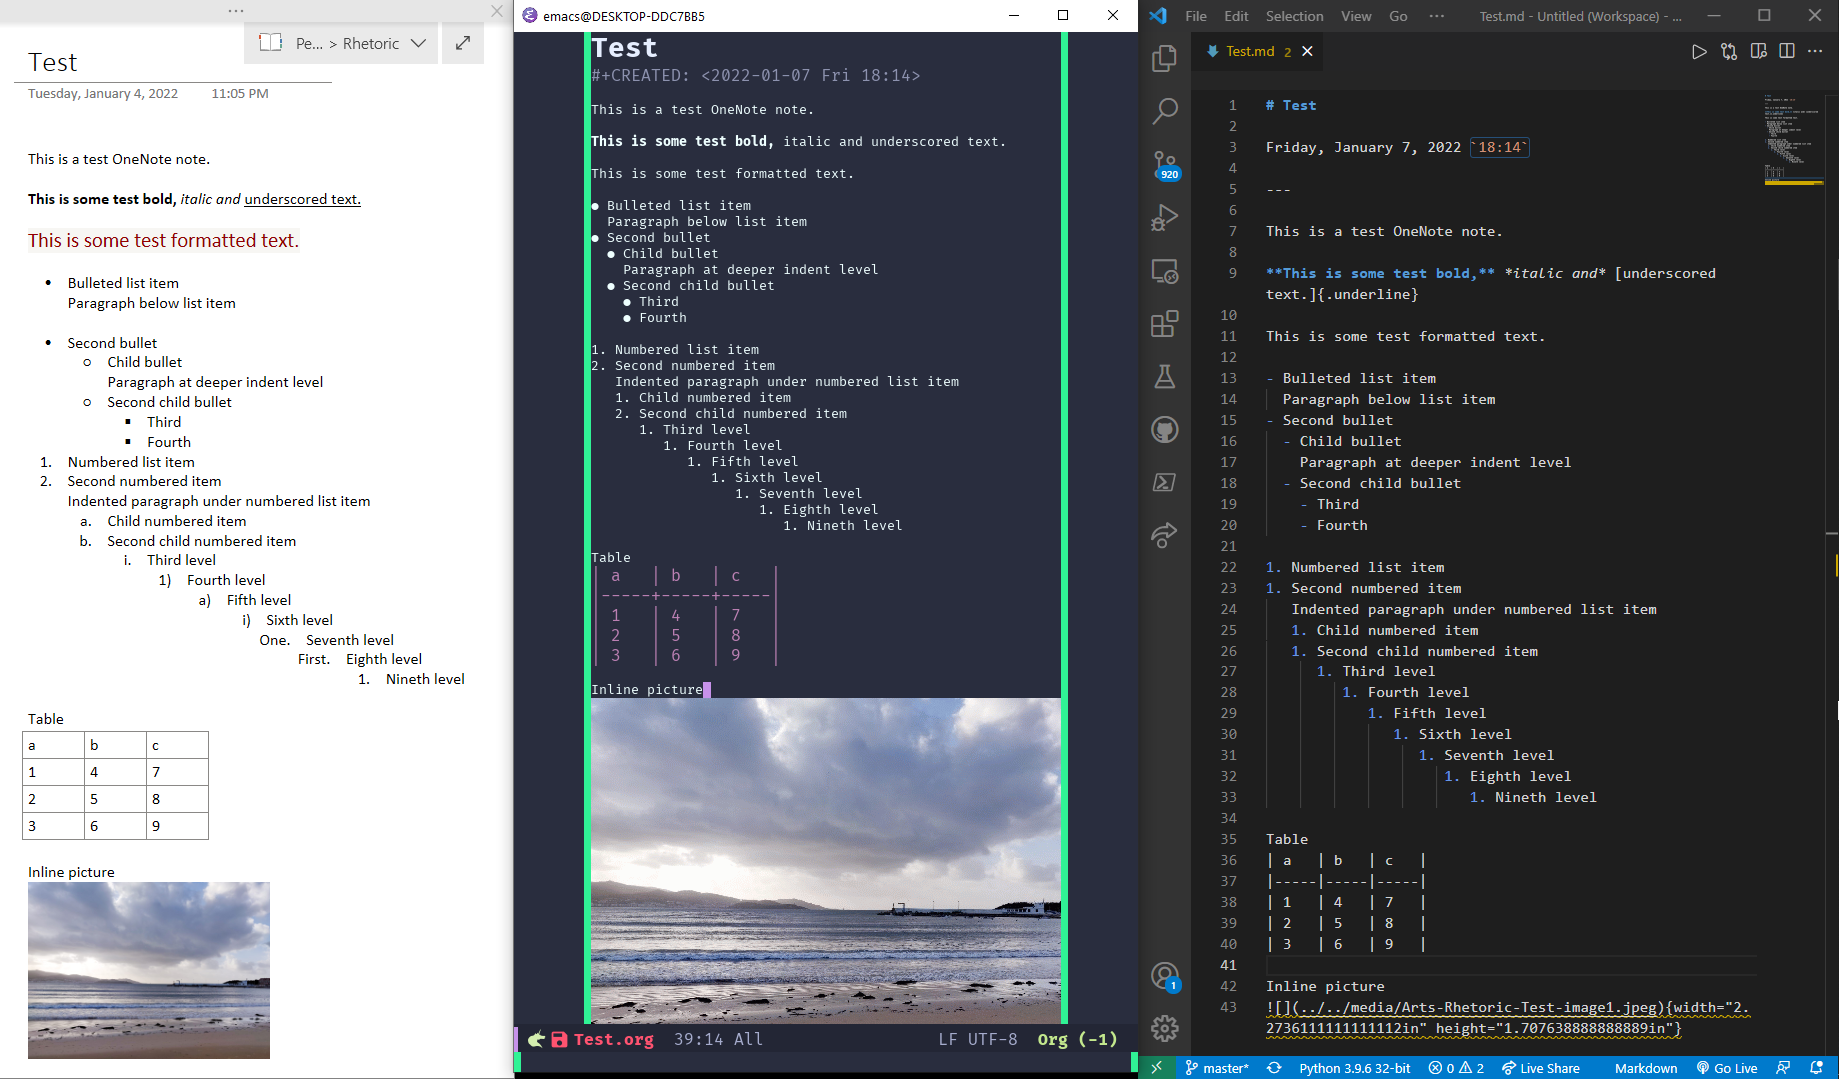 Pe... > Rhetoric
Test
Tuesday, January 4, 2022 11:05 PM
This is a test OneNote note.
This is some test bold, italic and underscored text.
This is some test formatted text.
• Bulleted list item
Paragraph below list item
• Second bullet
o Child bullet
Paragraph at deeper indent level
o Second child bullet
▪ Third
▪ Fourth
1. Numbered list item
2. Second numbered item
Indented paragraph under numbered list item
a. Child numbered item
b. Second child numbered item
i. Third level
1) Fourth level
a) Fifth level
i) Sixth level
One. Seventh level
First. Eighth level
1. Nineth level
Table
a b c
1 4 7
2 5 8
3 6 9
Inline picture
emacs@DESKTOP-DDC7BB5
Test
#+CREATED: <2022-01-07 Fri 18:14>
This is a test OneNote note.
This is some test bold, italic and underscored text.
This is some test formatted text.
● Bulleted list item
Paragraph below list item
● Second bullet
● Child bullet
Paragraph at deeper indent level
● Second child bullet
● Third
● Fourth
1. Numbered list item
2. Second numbered item
Indented paragraph under numbered list item
1. Child numbered item
2. Second child numbered item
1. Third level
1. Fourth level
1. Fifth level
1. Sixth level
1. Seventh level
1. Eighth level
1. Nineth level
Table
| a | b | c |
|-----+-----+-----|
| 1 | 4 | 7 |
| 2 | 5 | 8 |
| 3 | 6 | 9 |
Inline picture
Test.org 39:14 All LF UTF-8 Org (-1)
File Edit Selection View Go ··· Test.md - Untitled (Workspace) - ...
Test.md 2
920
1
1 # Test
2
3 Friday, January 7, 2022 `18:14`
4
5 ---
6
7 This is a test OneNote note.
8
9 **This is some test bold,** *italic and* [underscored
text.]{.underline}
10
11 This is some test formatted text.
12
13 - Bulleted list item
14 Paragraph below list item
15 - Second bullet
16 - Child bullet
17 Paragraph at deeper indent level
18 - Second child bullet
19 - Third
20 - Fourth
21
22 1. Numbered list item
23 1. Second numbered item
24 Indented paragraph under numbered list item
25 1. Child numbered item
26 1. Second child numbered item
27 1. Third level
28 1. Fourth level
29 1. Fifth level
30 1. Sixth level
31 1. Seventh level
32 1. Eighth level
33 1. Nineth level
34
35 Table
36 | a | b | c |
37 |-----|-----|-----|
38 | 1 | 4 | 7 |
39 | 2 | 5 | 8 |
40 | 3 | 6 | 9 |
41
42 Inline picture
43 ![](../../media/Arts-Rhetoric-Test-image1.jpeg){width="2.
2736111111111112in" height="1.707638888888889in"}
master* Python 3.9.6 32-bit 0 2 Live Share Markdown Go Live